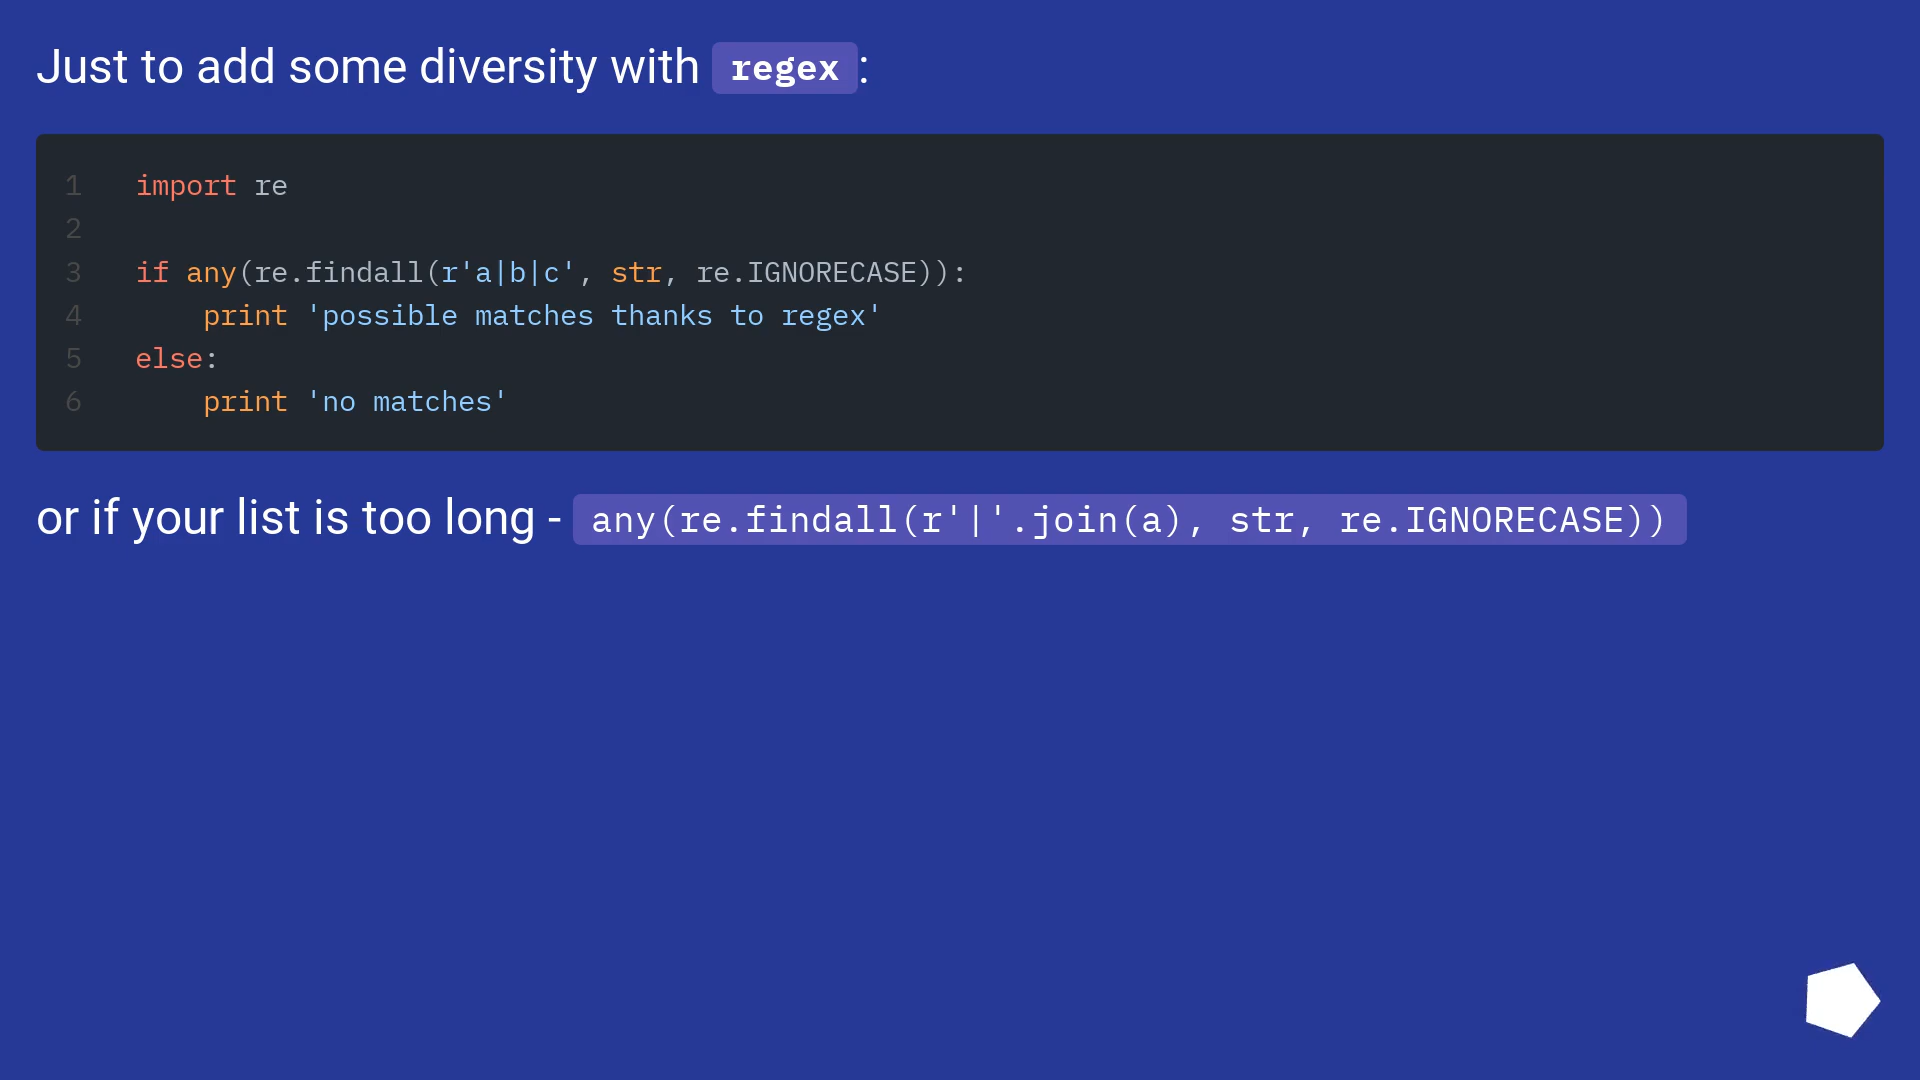 Just to add some diversity with regex:
1 import re
2
3 if any(re.findall(r'a|b|c', str, re.IGNORECASE)):
4     print 'possible matches thanks to regex'
5 else:
6     print 'no matches'
or if your list is too long - any(re.findall(r'|'.join(a), str, re.IGNORECASE))